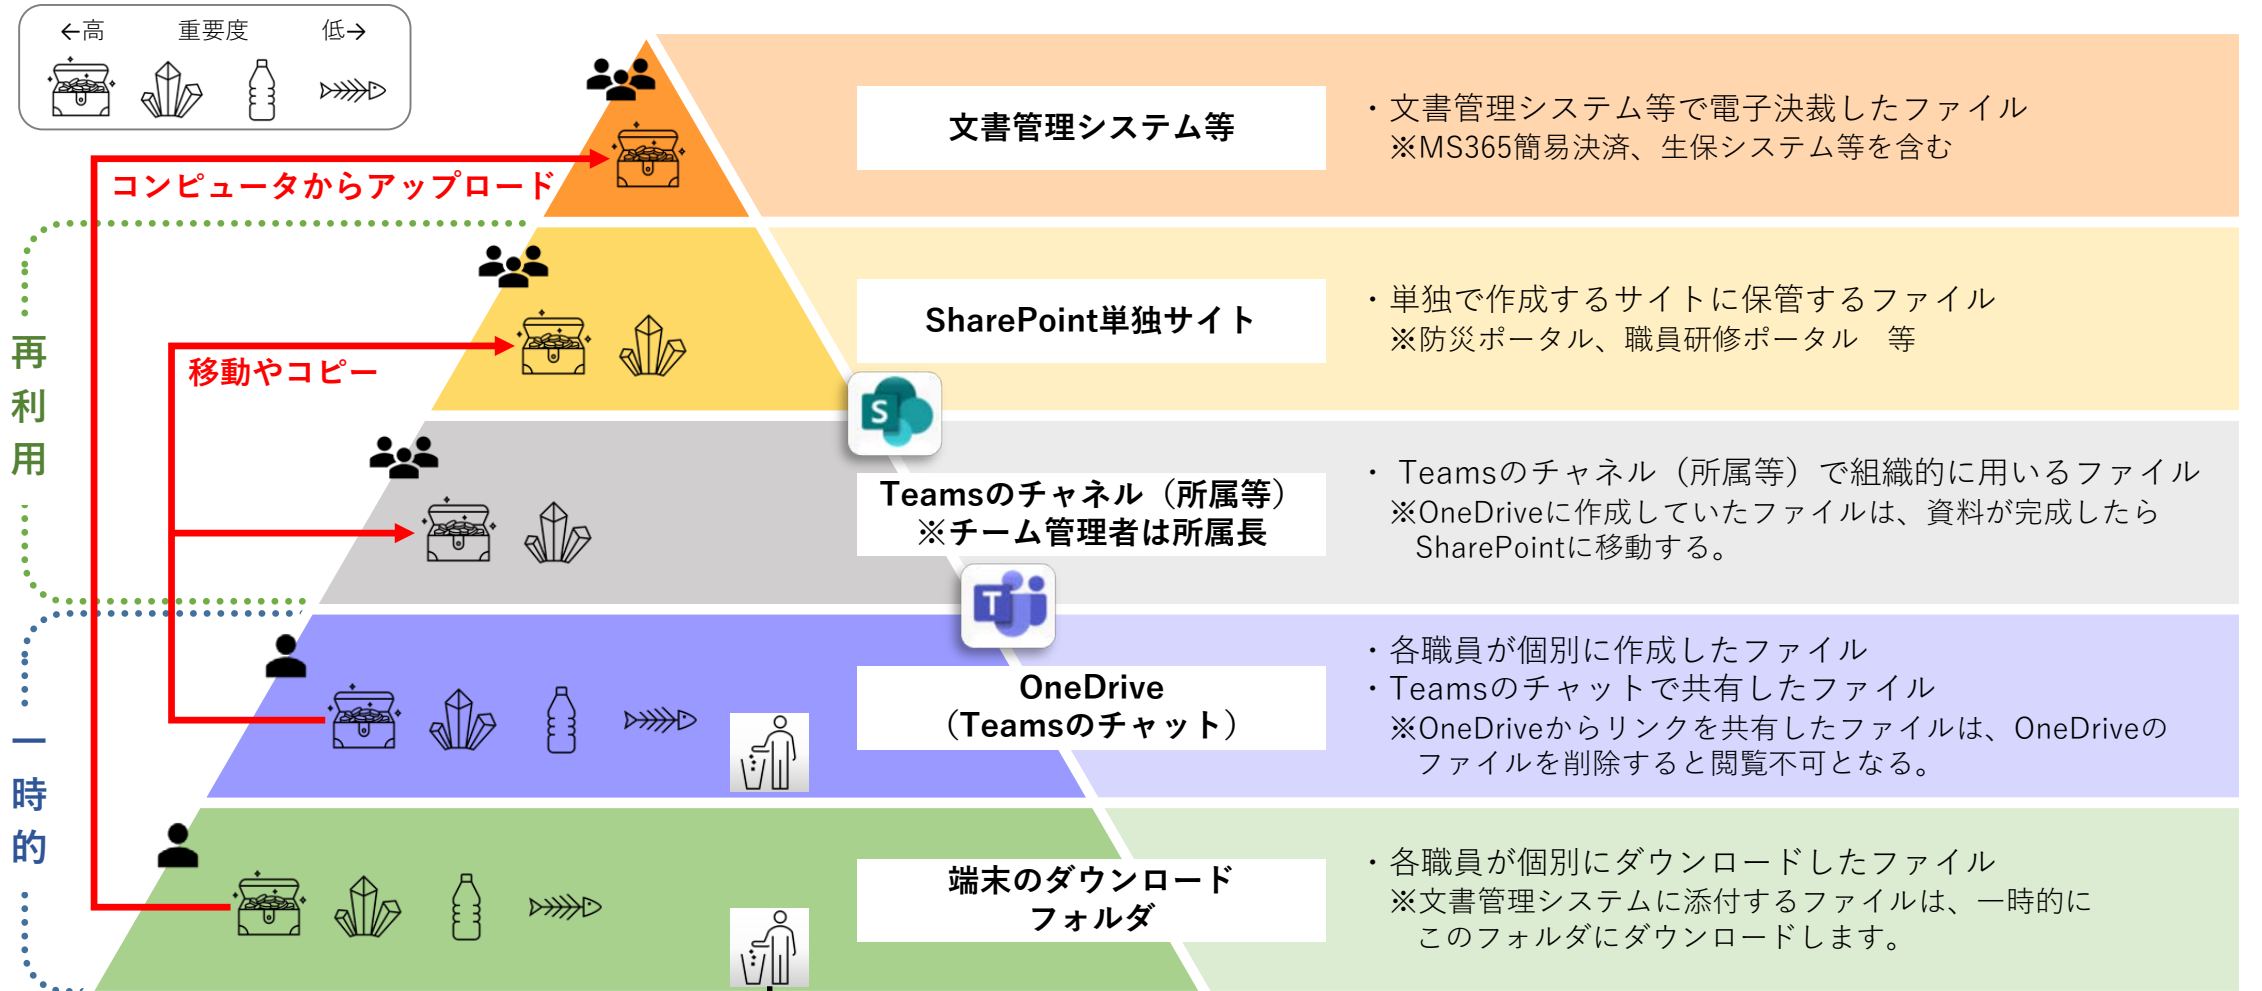 ←高 重要度 低→
文書管理システム等
・文書管理システム等で電子決裁したファイル
※MS365簡易決済、生保システム等を含む
コンピュータからアップロード
SharePoint単独サイト
・単独で作成するサイトに保管するファイル
※防災ポータル、職員研修ポータル　等
移動やコピー
再利用
S
Teamsのチャネル（所属等）
※チーム管理者は所属長
・ Teamsのチャネル（所属等）で組織的に用いるファイル
※OneDriveに作成していたファイルは、資料が完成したら
SharePointに移動する。
T
OneDrive
（Teamsのチャット）
・各職員が個別に作成したファイル
・Teamsのチャットで共有したファイル
※OneDriveからリンクを共有したファイルは、OneDriveの
ファイルを削除すると閲覧不可となる。
一時的
端末のダウンロード
フォルダ
・各職員が個別にダウンロードしたファイル
※文書管理システムに添付するファイルは、一時的に
このフォルダにダウンロードします。